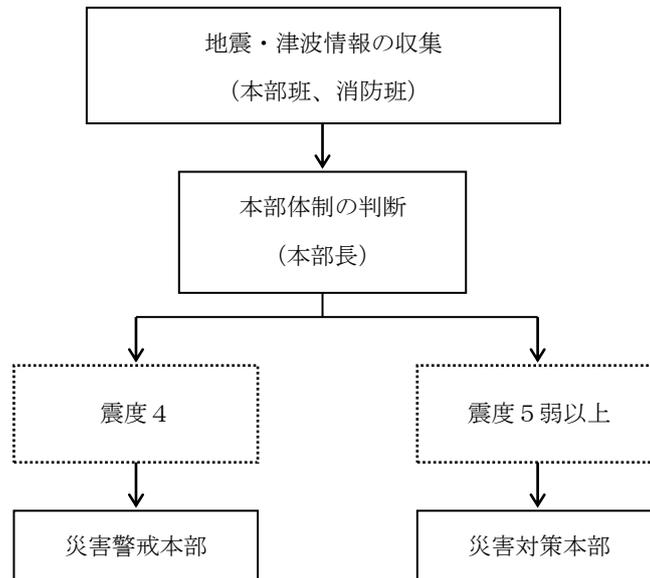 地震・津波情報の収集
（本部班、消防班）
本部体制の判断
（本部長）
震度４
震度５弱以上
災害警戒本部
災害対策本部